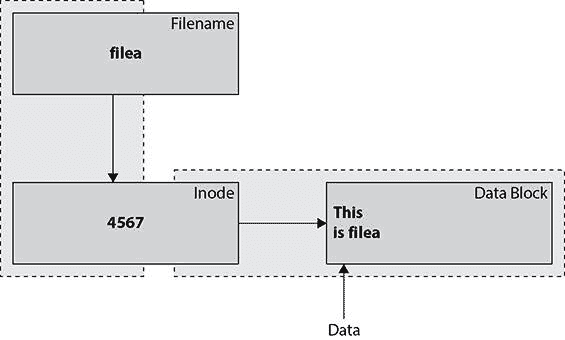 Filename
filea
Inode
4567
Data Block
This
is filea
Data